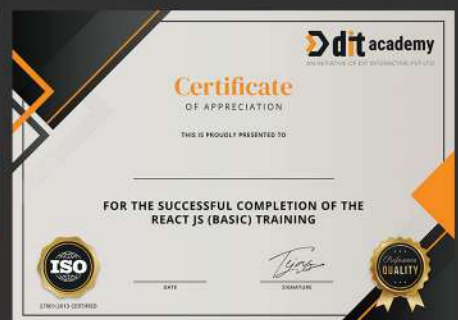 dit academy
AN INITIATIVE OF DIT INTERACTIVE PVT LTD
Certificate
OF APPRECIATION
THIS IS PROUDLY PRESENTED TO
FOR THE SUCCESSFUL COMPLETION OF THE
REACT JS (BASIC) TRAINING
ISO
27001:2013 CERTIFIED
DATE
SIGNATURE
QUALITY